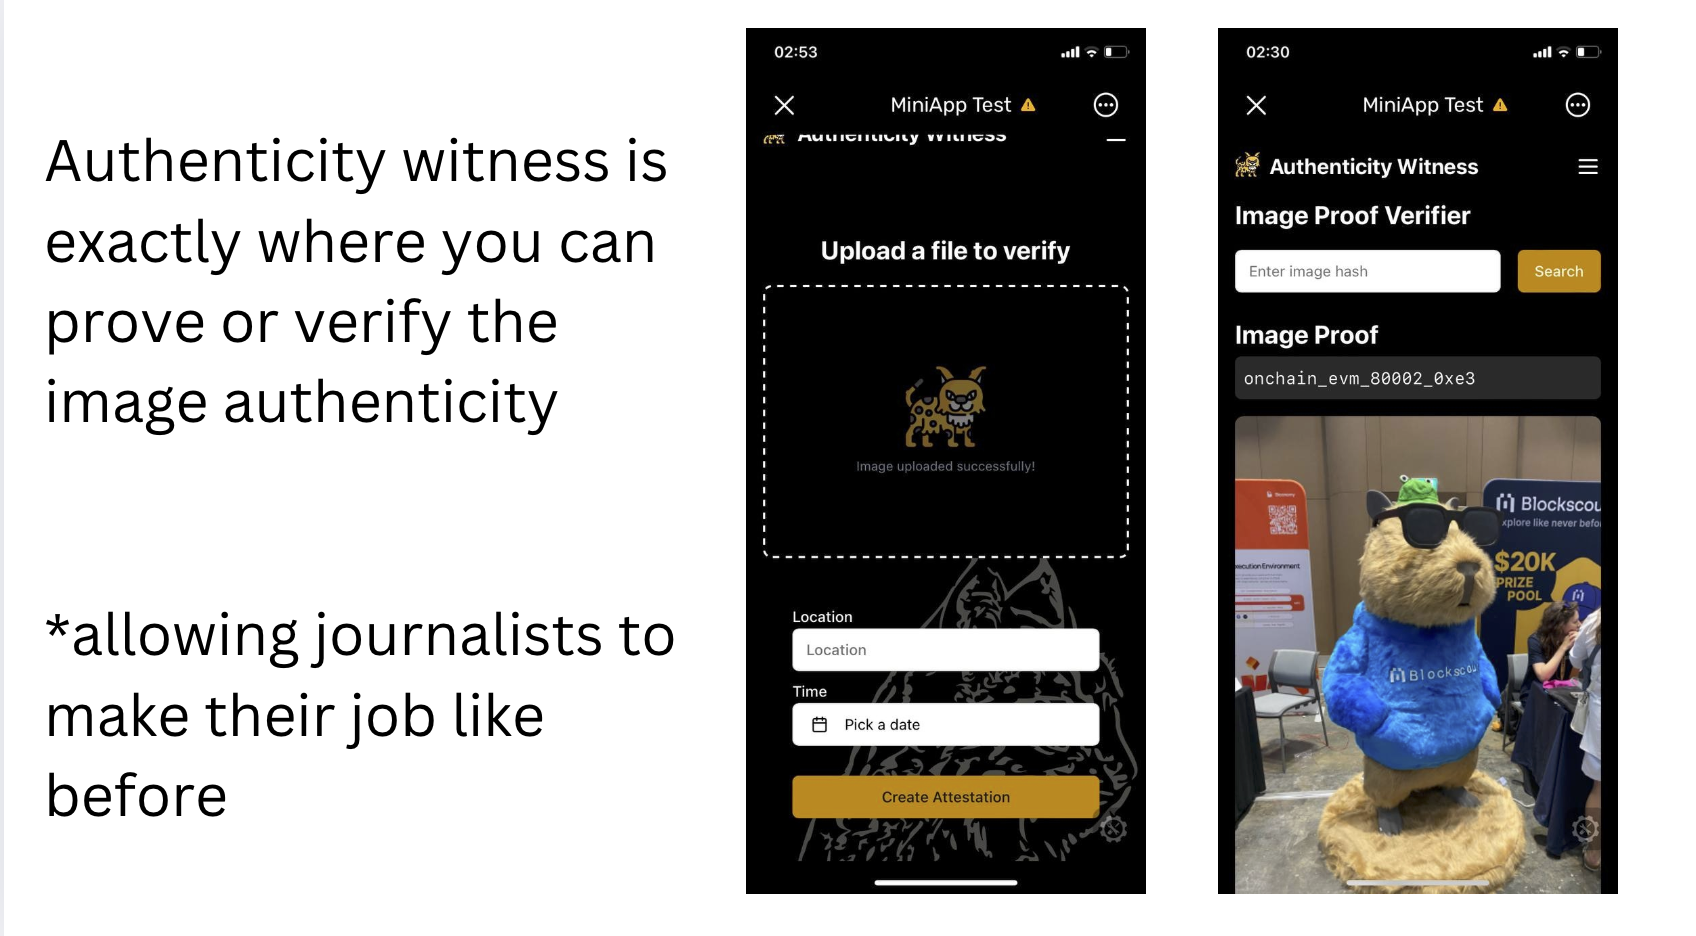 Authenticity witness is
exactly where you can
prove or verify the
image authenticity
*allowing journalists to
make their job like
before
02:53
MiniApp Test
Authenticity Witness
Upload a file to verify
Image uploaded successfully!
Location
Location
Time
Pick a date
Create Attestation
02:30
MiniApp Test
Authenticity Witness
Image Proof Verifier
Enter image hash
Search
Image Proof
onchain_evm_80002_0xe3
Blockscou
xplore like never befo
$20K
PRIZE
POOL
xecution Environment
Blockscou